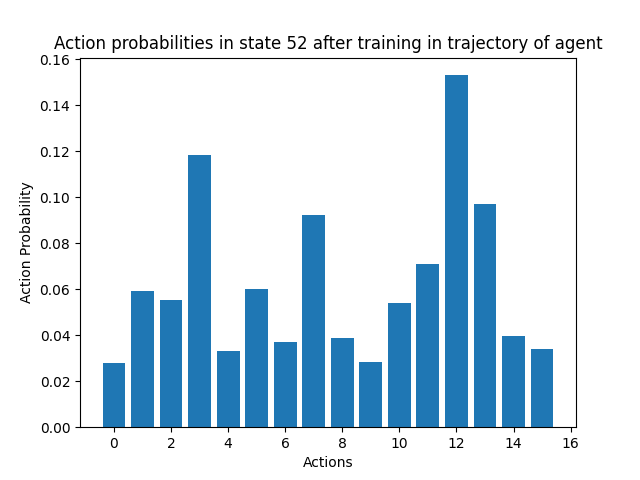 Action probabilities in state 52 after training in trajectory of agent
0.16
0.14
0.12
0.10
0.08
0.06
0.04
0.02
0.00
Action Probability
0 2 4 6 8 10 12 14 16
Actions